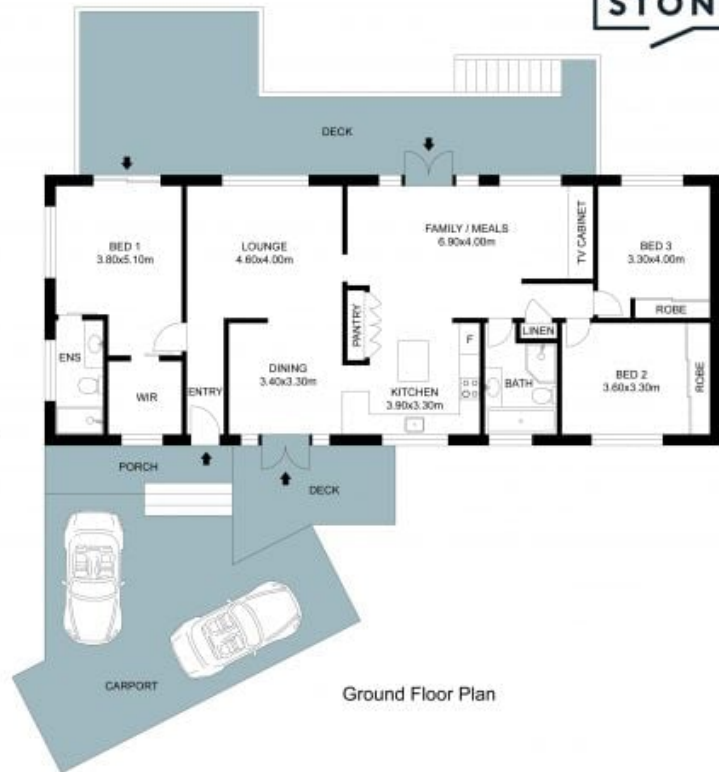 STON
DECK
BED 1
3.80x5.10m
LOUNGE
4.60x4.00m
FAMILY / MEALS
6.90x4.00m
TV CABINET
BED 3
3.30x4.00m
ROBE
ENS
WIR
ENTRY
DINING
3.40x3.30m
PANTRY
KITCHEN
3.90x3.30m
F
LINEN
BATH
BED 2
3.60x3.30m
ROBE
PORCH
DECK
CARPORT
Ground Floor Plan